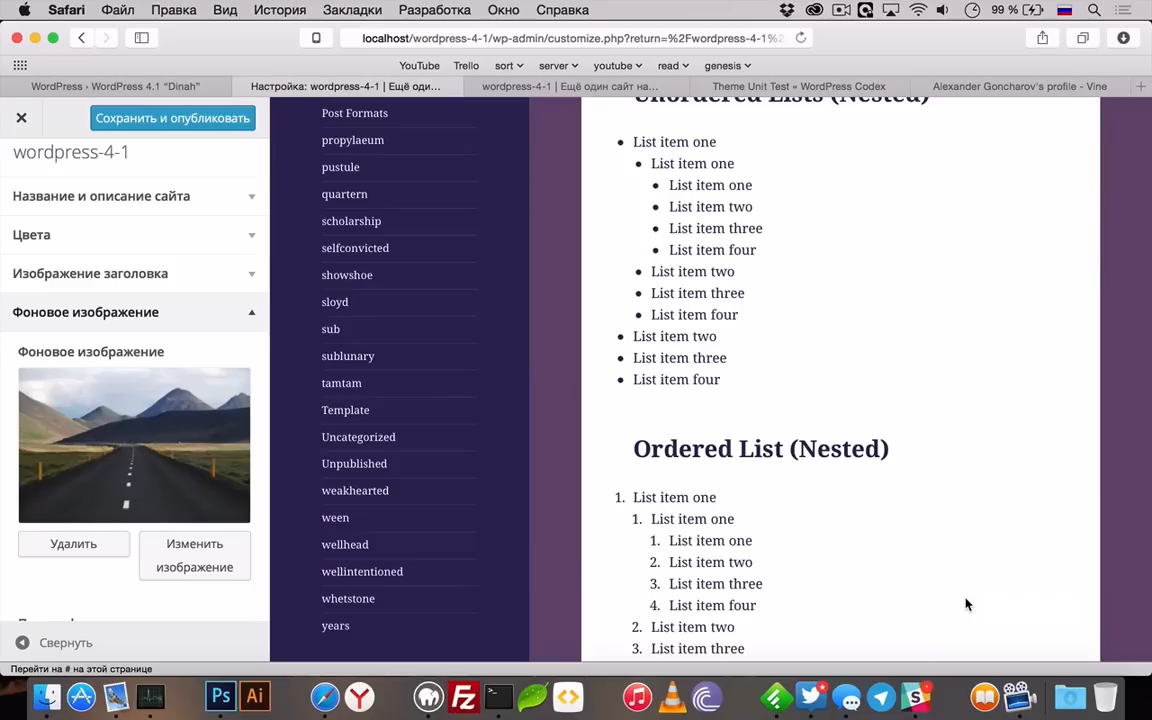 Safari Файл Правка Вид История Закладки Разработка Окно Справка 99 %
localhost/wordpress-4-1/wp-admin/customize.php?return=%2Fwordpress-4-1%2
YouTube Trello sort server youtube read genesis
WordPress › WordPress 4.1 "Dinah" Настройка: wordpress-4-1 | Ещё оди... wordpress-4-1 | Ещё один сайт на... Theme Unit Test « WordPress Codex Alexander Goncharov's profile - Vine
Сохранить и опубликовать
wordpress-4-1
Название и описание сайта
Цвета
Изображение заголовка
Фоновое изображение
Фоновое изображение
Удалить
Изменить
изображение
Свернуть
Post Formats
propylaeum
pustule
quartern
scholarship
selfconvicted
showshoe
sloyd
sub
sublunary
tamtam
Template
Uncategorized
Unpublished
weakhearted
ween
wellhead
wellintentioned
whetstone
years
Unordered Lists (Nested)
• List item one
• List item one
• List item one
• List item two
• List item three
• List item four
• List item two
• List item three
• List item four
• List item two
• List item three
• List item four
Ordered List (Nested)
1. List item one
1. List item one
1. List item one
2. List item two
3. List item three
4. List item four
2. List item two
3. List item three
Перейти на # на этой странице
Ps Ai